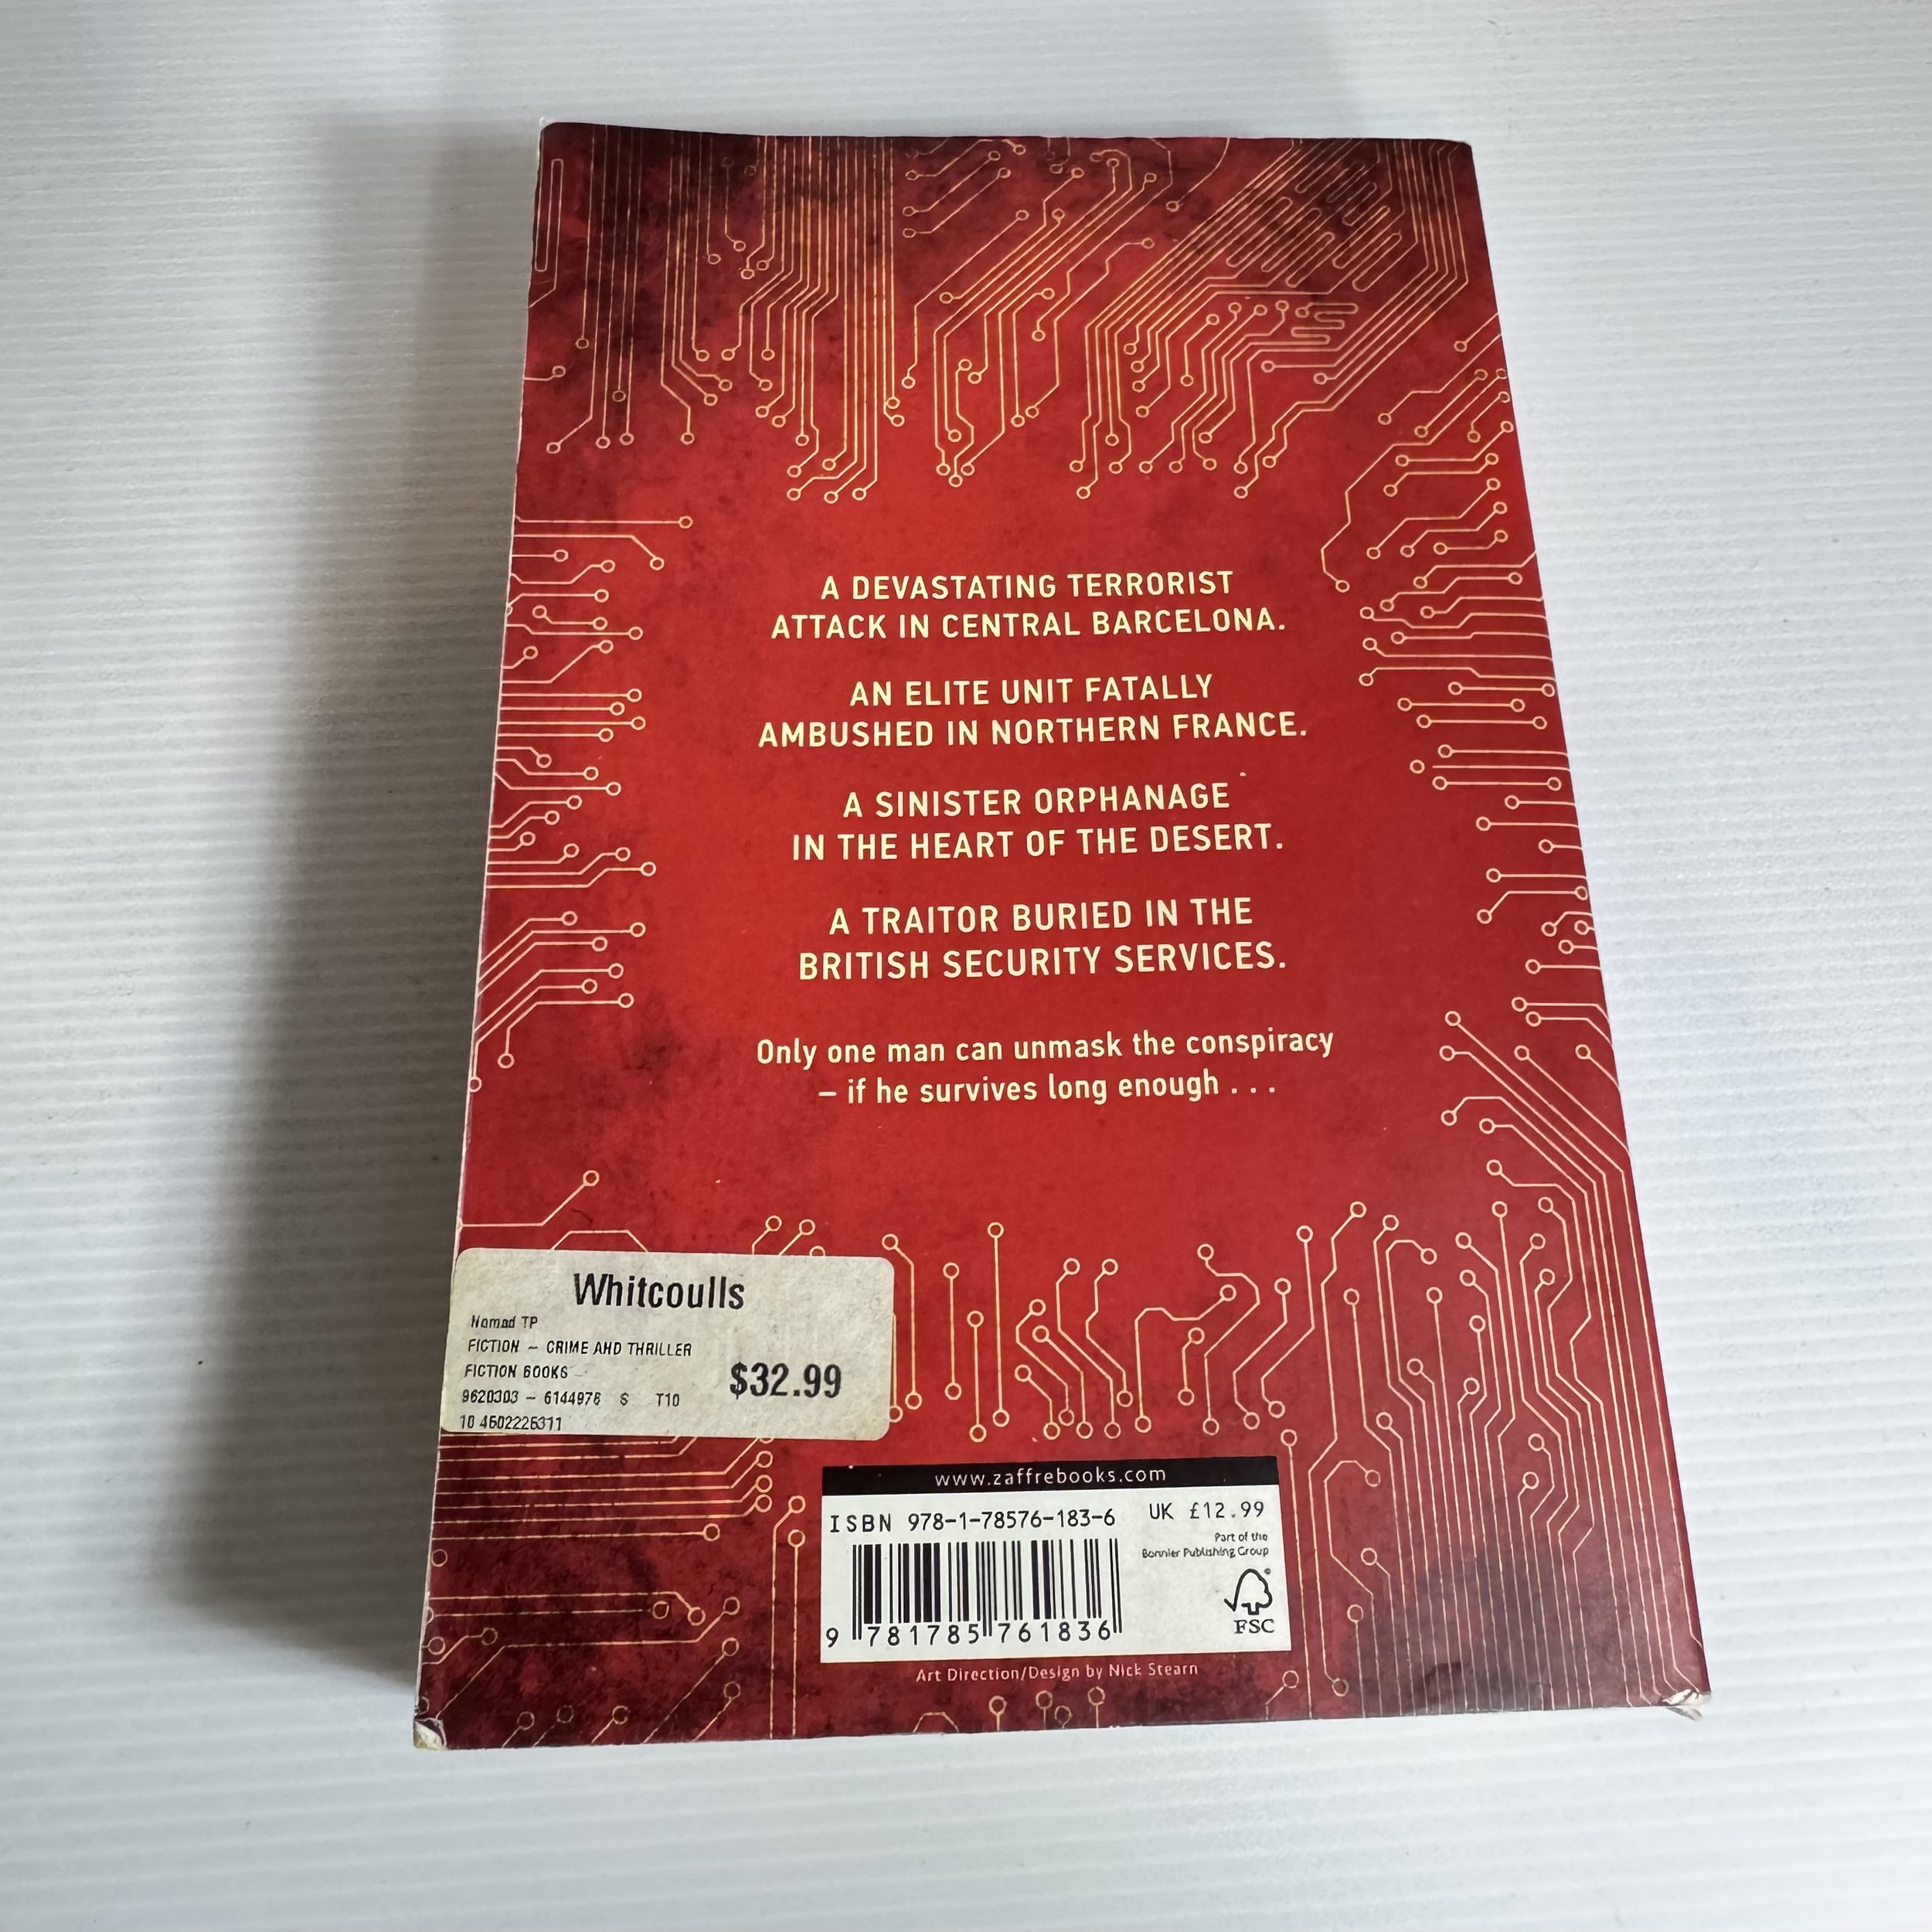 A DEVASTATING TERRORIST
ATTACK IN CENTRAL BARCELONA.
AN ELITE UNIT FATALLY
AMBUSHED IN NORTHERN FRANCE.
A SINISTER ORPHANAGE
IN THE HEART OF THE DESERT.
A TRAITOR BURIED IN THE
BRITISH SECURITY SERVICES.
Only one man can unmask the conspiracy
– if he survives long enough . . .
Whitcoulls
Nomad TP
FICTION – CRIME AND THRILLER
FICTION BOOKS
$32.99
9620303 – 6144976 S T10
10 4502226311
www.zaffrebooks.com
ISBN 978-1-78576-183-6
UK £12.99
Part of the
Bonnier Publishing Group
FSC
9 781785 761836
Art Direction/Design by Nick Stearn